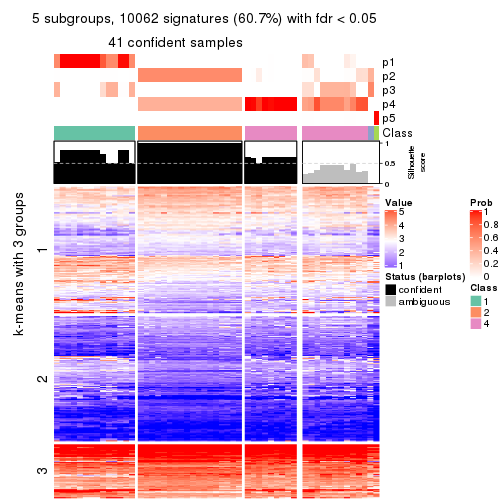 5 subgroups, 10062 signatures (60.7%) with fdr < 0.05
41 confident samples
p1
p2
p3
p4
p5
Class
1
0.5
0
Silhouette
score
k-means with 3 groups
1
2
3
Value
5
4
3
2
1
Status (barplots)
confident
ambiguous
Prob
1
0.8
0.6
0.4
0.2
0
Class
1
2
4